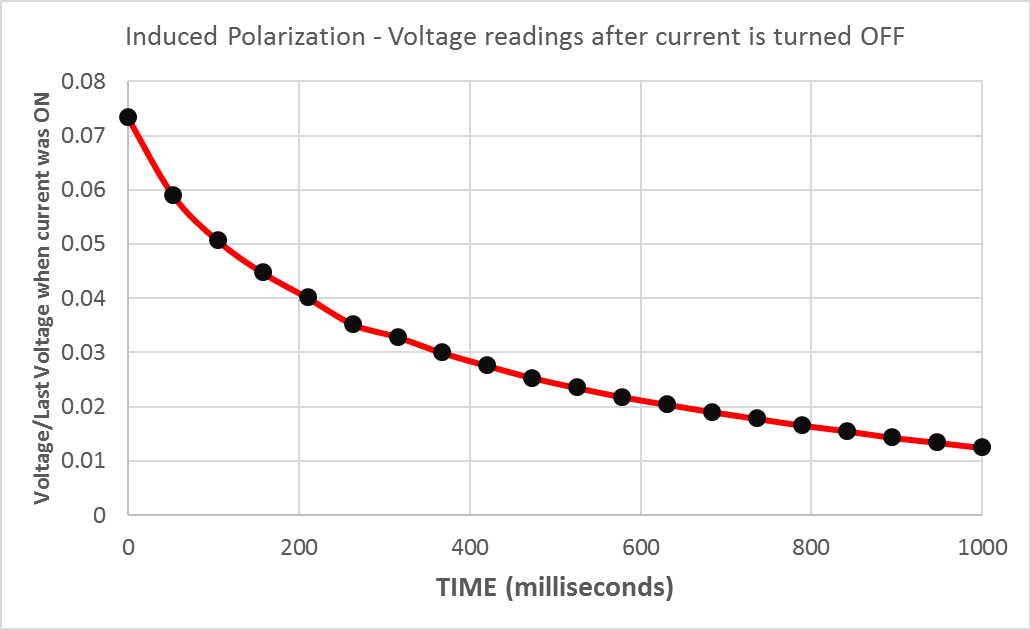 Induced Polarization - Voltage readings after current is turned OFF
Voltage/Last Voltage when current was ON
0.08
0.07
0.06
0.05
0.04
0.03
0.02
0.01
0
0 200 400 600 800 1000
TIME (milliseconds)